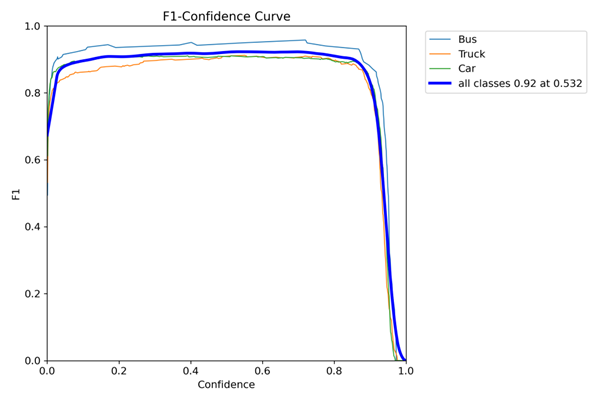 F1-Confidence Curve
1.0
0.8
0.6
0.4
0.2
0.0
F1
0.0 0.2 0.4 0.6 0.8 1.0
Confidence
Bus
Truck
Car
all classes 0.92 at 0.532